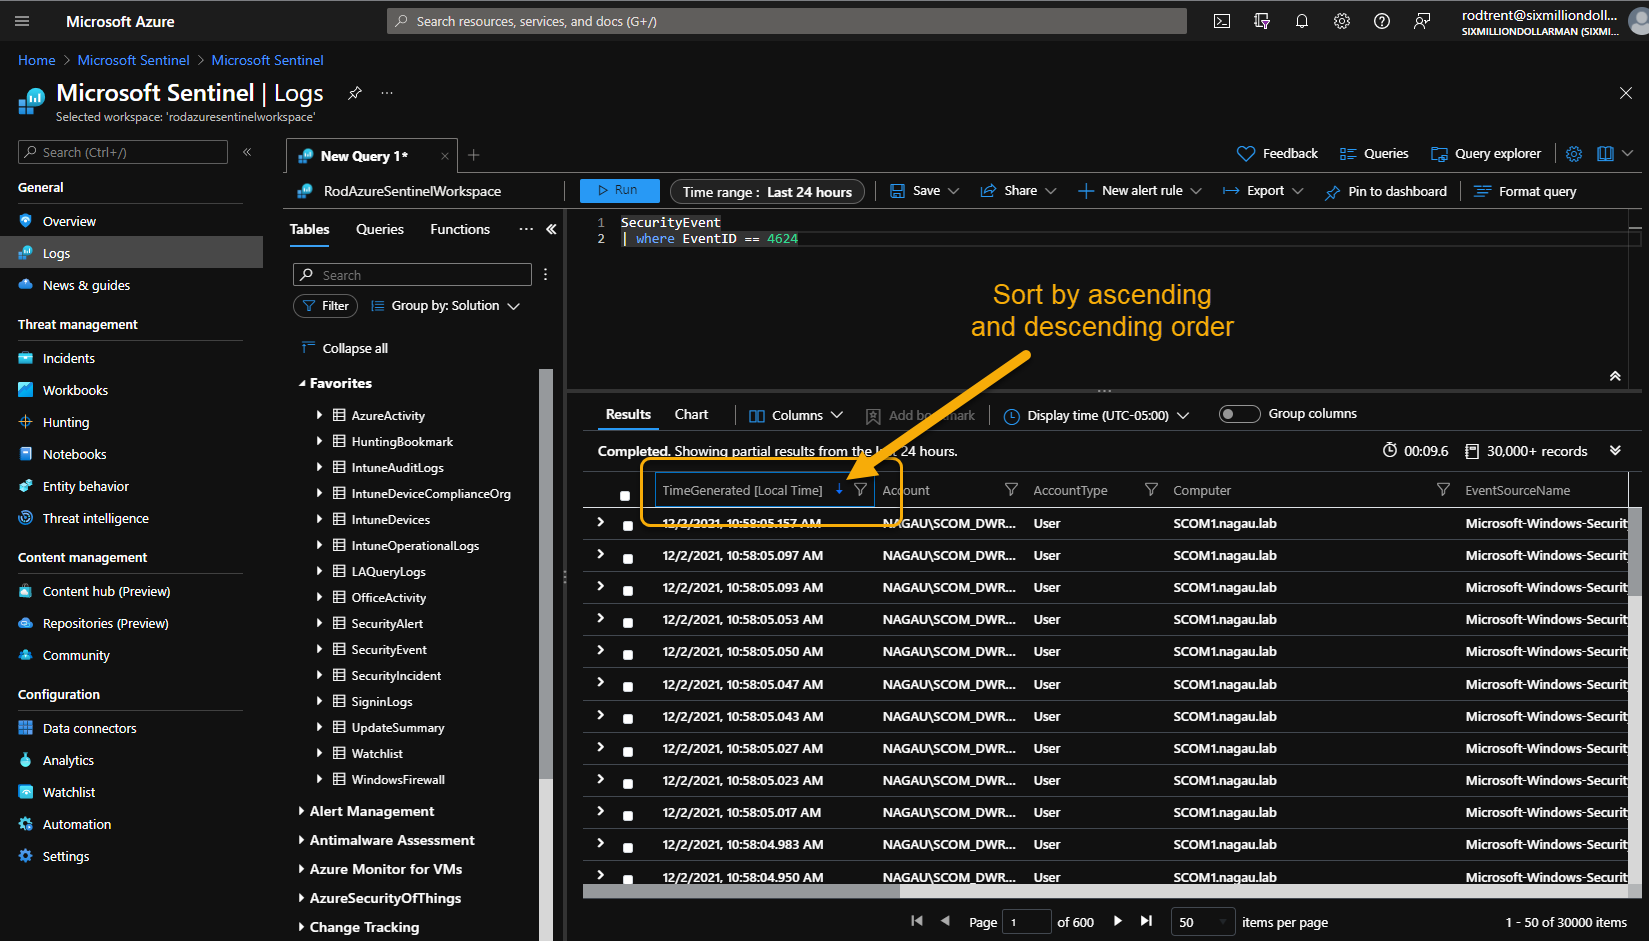 Microsoft Azure
Search resources, services, and docs (G+/)
rodtrent@sixmilliondoll...
SIXMILLIONDOLLARMAN (SIXMI...
Home > Microsoft Sentinel > Microsoft Sentinel
Microsoft Sentinel | Logs
Selected workspace: 'rodazuresentinelworkspace'
Search (Ctrl+/)
General
Overview
Logs
News & guides
Threat management
Incidents
Workbooks
Hunting
Notebooks
Entity behavior
Threat intelligence
Content management
Content hub (Preview)
Repositories (Preview)
Community
Configuration
Data connectors
Analytics
Watchlist
Automation
Settings
New Query 1*
Feedback Queries Query explorer
RodAzureSentinelWorkspace
Run Time range : Last 24 hours Save Share New alert rule Export Pin to dashboard Format query
Tables Queries Functions
Search
Filter Group by: Solution
Collapse all
Favorites
AzureActivity
HuntingBookmark
IntuneAuditLogs
IntuneDeviceComplianceOrg
IntuneDevices
IntuneOperationalLogs
LAQueryLogs
OfficeActivity
SecurityAlert
SecurityEvent
SecurityIncident
SigninLogs
UpdateSummary
Watchlist
WindowsFirewall
Alert Management
Antimalware Assessment
Azure Monitor for VMs
AzureSecurityOfThings
Change Tracking
1 SecurityEvent
2 | where EventID == 4624
Sort by ascending
and descending order
Results Chart Columns Add bookmark Display time (UTC-05:00) Group columns
Completed. Showing partial results from the last 24 hours. 00:09.6 30,000+ records
TimeGenerated [Local Time] Account AccountType Computer EventSourceName
12/2/2021, 10:58:05.157 AM NAGAU\SCOM_DWR... User SCOM1.nagau.lab Microsoft-Windows-Securit
12/2/2021, 10:58:05.097 AM NAGAU\SCOM_DWR... User SCOM1.nagau.lab Microsoft-Windows-Securit
12/2/2021, 10:58:05.093 AM NAGAU\SCOM_DWR... User SCOM1.nagau.lab Microsoft-Windows-Securit
12/2/2021, 10:58:05.053 AM NAGAU\SCOM_DWR... User SCOM1.nagau.lab Microsoft-Windows-Securit
12/2/2021, 10:58:05.050 AM NAGAU\SCOM_DWR... User SCOM1.nagau.lab Microsoft-Windows-Securit
12/2/2021, 10:58:05.047 AM NAGAU\SCOM_DWR... User SCOM1.nagau.lab Microsoft-Windows-Securit
12/2/2021, 10:58:05.043 AM NAGAU\SCOM_DWR... User SCOM1.nagau.lab Microsoft-Windows-Securit
12/2/2021, 10:58:05.027 AM NAGAU\SCOM_DWR... User SCOM1.nagau.lab Microsoft-Windows-Securit
12/2/2021, 10:58:05.023 AM NAGAU\SCOM_DWR... User SCOM1.nagau.lab Microsoft-Windows-Securit
12/2/2021, 10:58:05.017 AM NAGAU\SCOM_DWR... User SCOM1.nagau.lab Microsoft-Windows-Securit
12/2/2021, 10:58:04.983 AM NAGAU\SCOM_DWR... User SCOM1.nagau.lab Microsoft-Windows-Securit
12/2/2021, 10:58:04.950 AM NAGAU\SCOM_DWR... User SCOM1.nagau.lab Microsoft-Windows-Securit
Page 1 of 600 50 items per page 1 - 50 of 30000 items